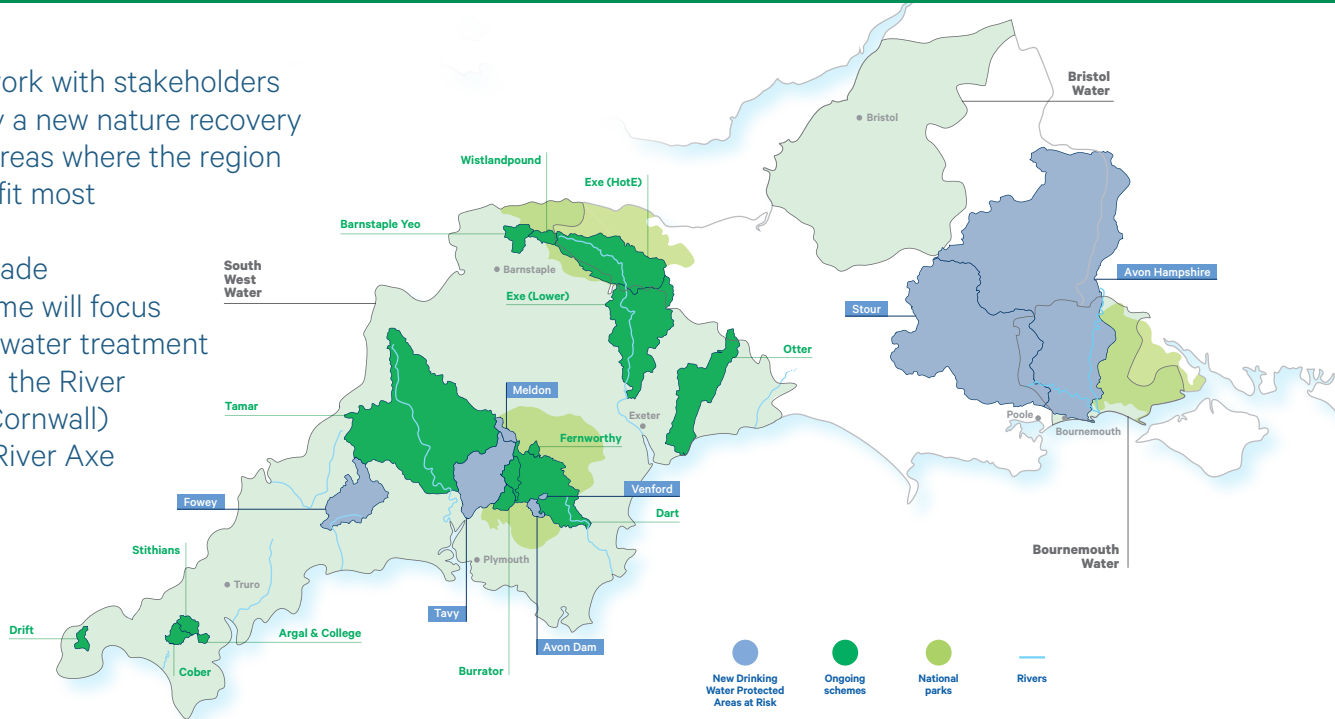 ork with stakeholders
a new nature recovery
reas where the region
fit most
ade
me will focus
water treatment
the River
Cornwall)
River Axe
Bristol
Water
Bristol
Wistlandpound
Exe (HotE)
Barnstaple Yeo
South
West
Water
Barnstaple
Exe (Lower)
Avon Hampshire
Stour
Otter
Meldon
Tamar
Exeter
Poole
Bournemouth
Fernworthy
Fowey
Venford
Dart
Stithians
Plymouth
Bournemouth
Water
Truro
Tavy
Drift
Argal & College
Avon Dam
Cober
Burrator
New Drinking
Water Protected
Areas at Risk
Ongoing
schemes
National
parks
Rivers